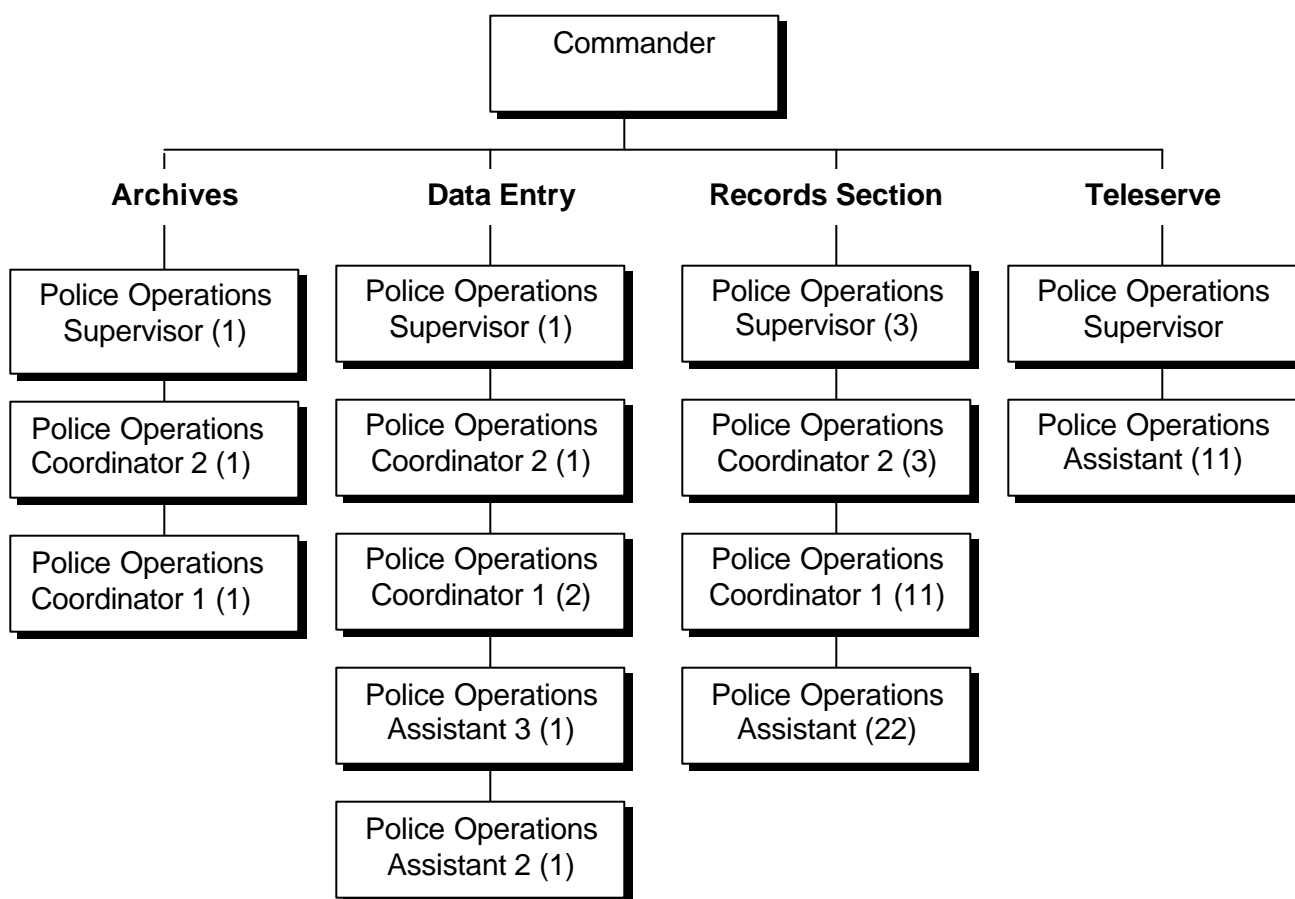 Commander
Archives
Data Entry
Records Section
Teleserve
Police Operations
Supervisor (1)
Police Operations
Coordinator 2 (1)
Police Operations
Coordinator 1 (1)
Police Operations
Supervisor (1)
Police Operations
Coordinator 2 (1)
Police Operations
Coordinator 1 (2)
Police Operations
Assistant 3 (1)
Police Operations
Assistant 2 (1)
Police Operations
Supervisor (3)
Police Operations
Coordinator 2 (3)
Police Operations
Coordinator 1 (11)
Police Operations
Assistant (22)
Police Operations
Supervisor
Police Operations
Assistant (11)